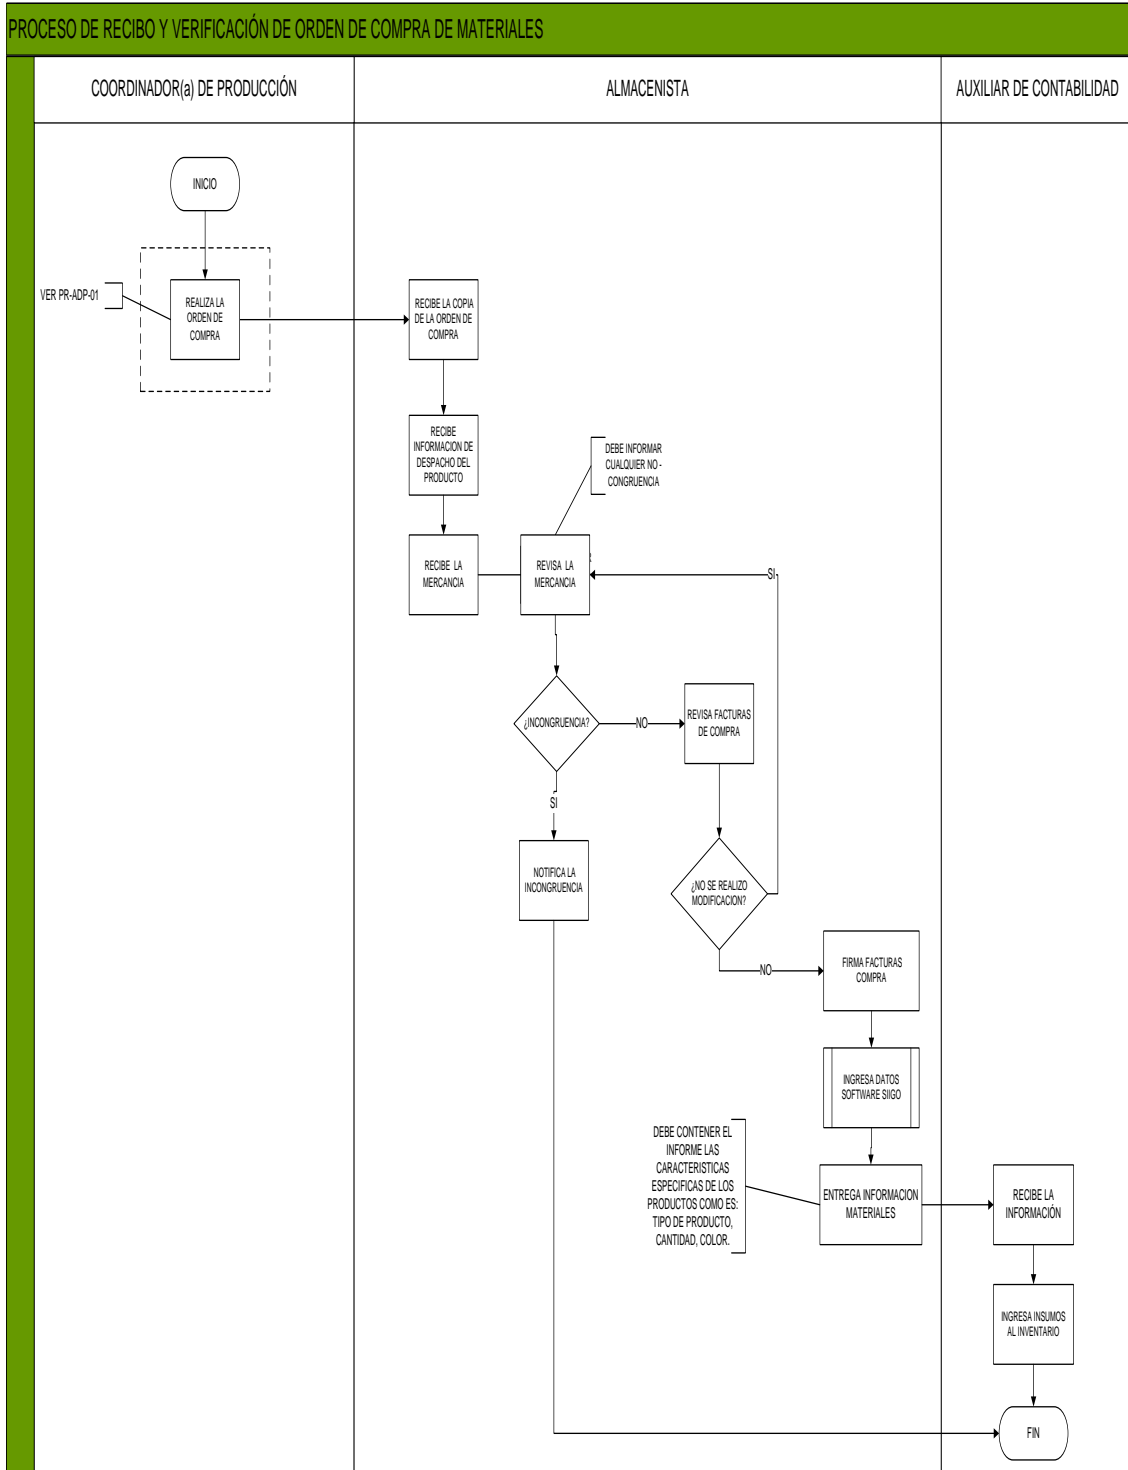 PROCESO DE RECIBO Y VERIFICACIÓN DE ORDEN DE COMPRA DE MATERIALES
COORDINADOR(a) DE PRODUCCIÓN
ALMACENISTA
AUXILIAR DE CONTABILIDAD
INICIO
VER PR-ADP-01
REALIZA LA
ORDEN DE
COMPRA
RECIBE LA COPIA
DE LA ORDEN DE
COMPRA
RECIBE
INFORMACION DE
DESPACHO DEL
PRODUCTO
DEBE INFORMAR
CUALQUIER NO -
CONGRUENCIA
RECIBE LA
MERCANCIA
REVISA LA
MERCANCIA
SI
¿INCONGRUENCIA?
NO
REVISA FACTURAS
DE COMPRA
SI
NOTIFICA LA
INCONGRUENCIA
¿NO SE REALIZO
MODIFICACION?
NO
FIRMA FACTURAS
COMPRA
INGRESA DATOS
SOFTWARE SIIGO
DEBE CONTENER EL
INFORME LAS
CARACTERISTICAS
ESPECIFICAS DE LOS
PRODUCTOS COMO ES:
TIPO DE PRODUCTO,
CANTIDAD, COLOR.
ENTREGA INFORMACION
MATERIALES
RECIBE LA
INFORMACIÓN
INGRESA INSUMOS
AL INVENTARIO
FIN